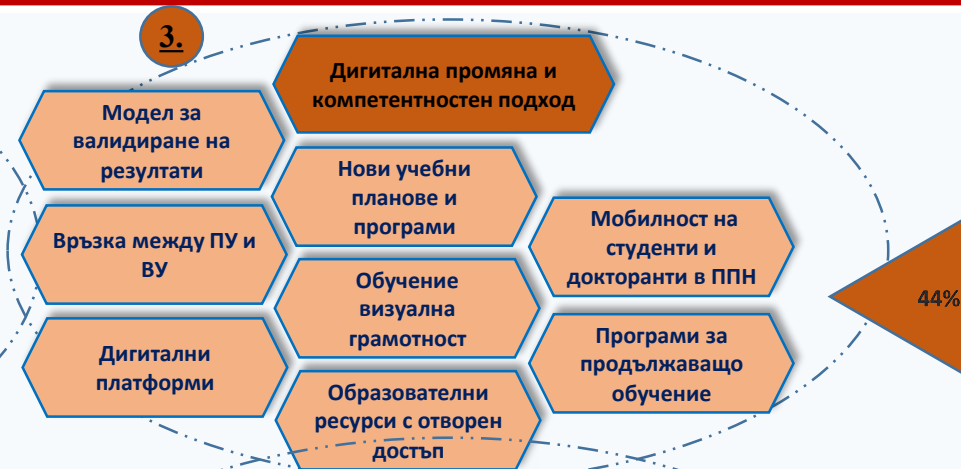 3.
Дигитална промяна и
компетентностен подход
Модел за
валидиране на
резултати
Връзка между ПУ и
ВУ
Дигитални
платформи
Нови учебни
планове и
програми
Обучение
визуална
грамотност
Образователни
ресурси с отворен
достъп
Мобилност на
студенти и
докторанти в ППН
Програми за
продължаващо
обучение
44%